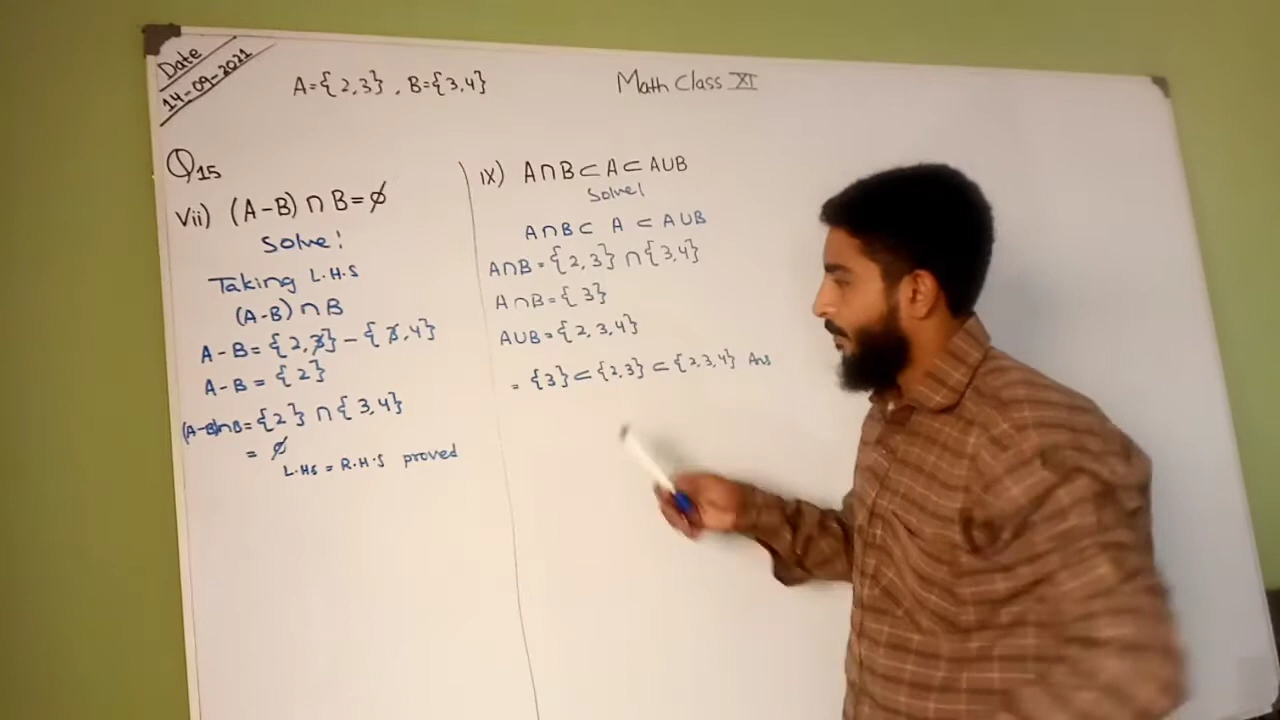 Date
14-09-2021
A={2,3} , B={3,4}
Math Class XI
Q15
vii) (A-B) ∩ B = ∅
Solve!
Taking L.H.S
(A-B) ∩ B
A-B = {2,3} - {3,4}
A-B = {2}
(A-B)∩B = {2} ∩ {3,4}
= ∅
L.HS = R.H.S proved
ix) A∩B ⊂ A ⊂ A∪B
Solve!
A∩B ⊂ A ⊂ A∪B
A∩B = {2,3} ∩ {3,4}
A∩B = {3}
A∪B = {2,3,4}
= {3} ⊂ {2,3} ⊂ {2,3,4} Ans